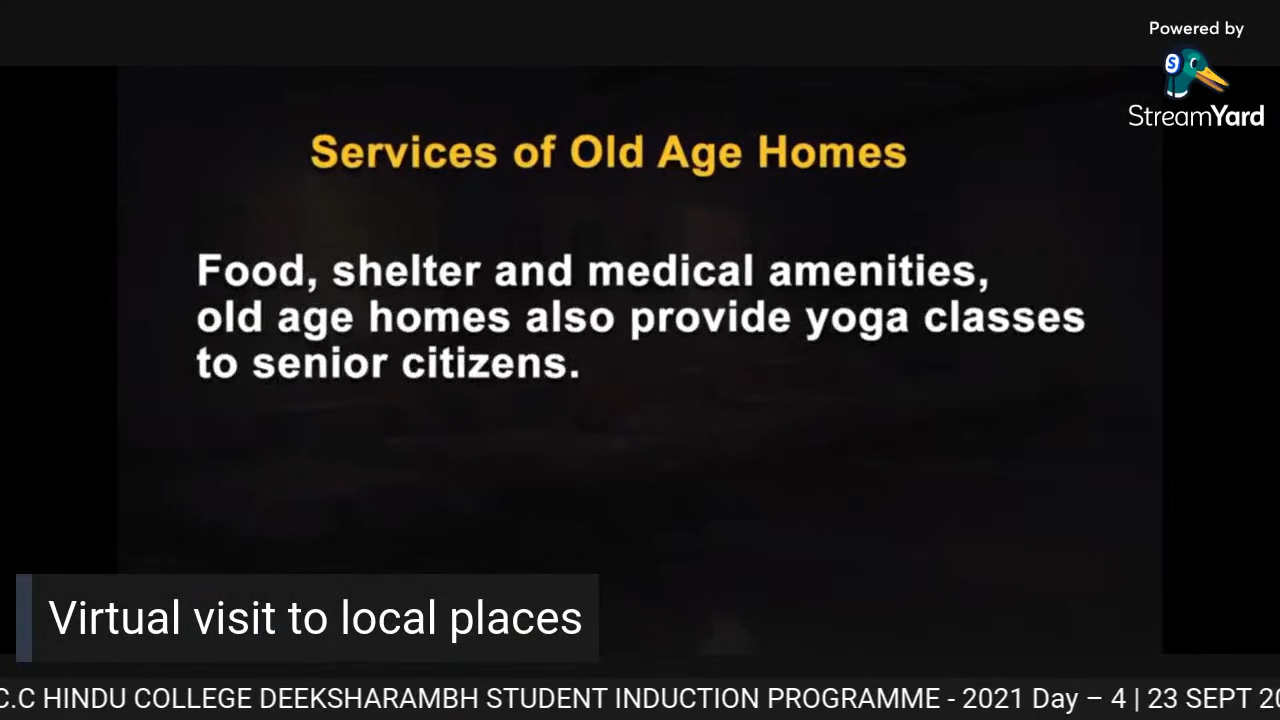 Powered by
StreamYard
Services of Old Age Homes
Food, shelter and medical amenities,
old age homes also provide yoga classes
to senior citizens.
Virtual visit to local places
C.C HINDU COLLEGE DEEKSHARAMBH STUDENT INDUCTION PROGRAMME - 2021 Day – 4 | 23 SEPT 20